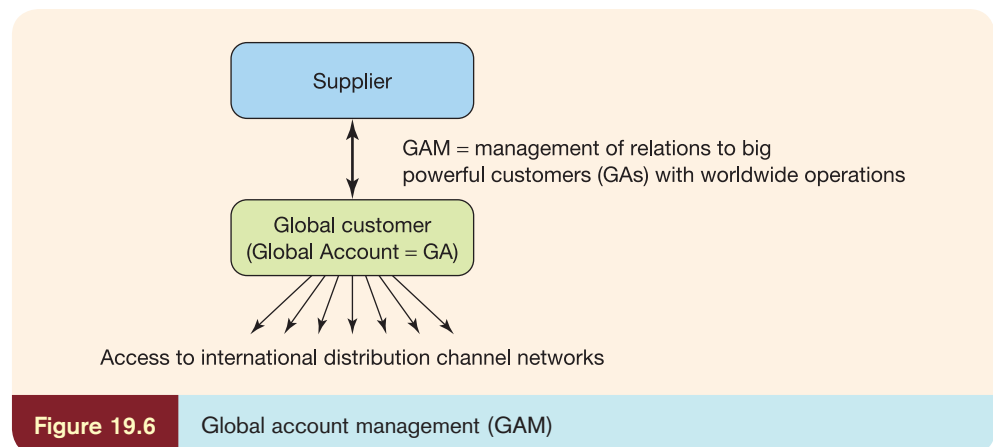 Supplier
GAM = management of relations to big
powerful customers (GAs) with worldwide operations
Global customer
(Global Account = GA)
Access to international distribution channel networks
Figure 19.6 Global account management (GAM)